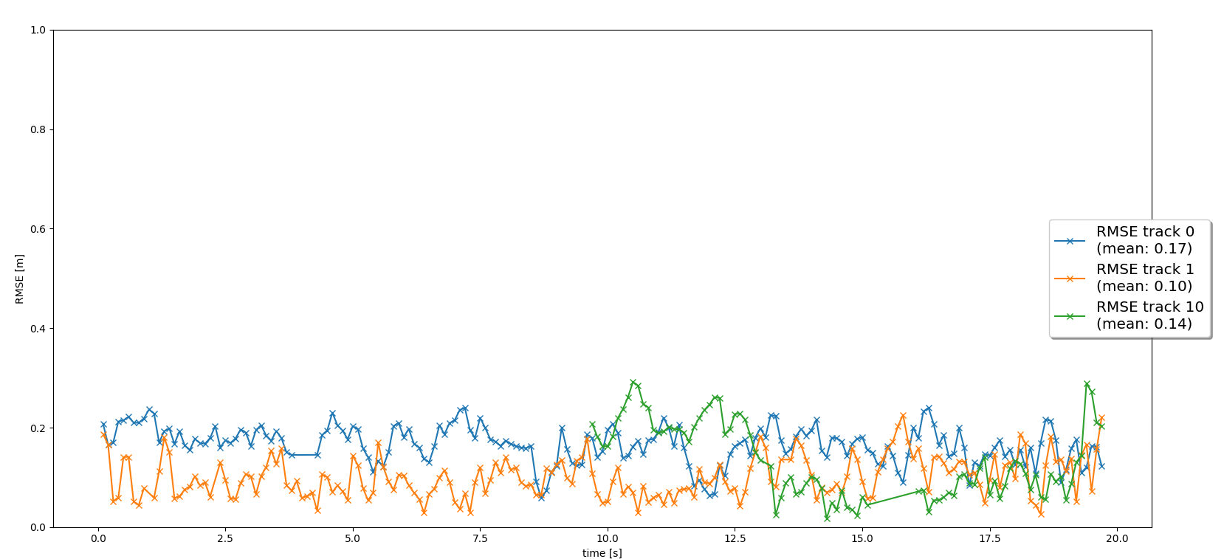 1.0
0.8
0.6
0.4
0.2
0.0
RMSE [m]
0.0 2.5 5.0 7.5 10.0 12.5 15.0 17.5 20.0
time [s]
RMSE track 0
(mean: 0.17)
RMSE track 1
(mean: 0.10)
RMSE track 10
(mean: 0.14)